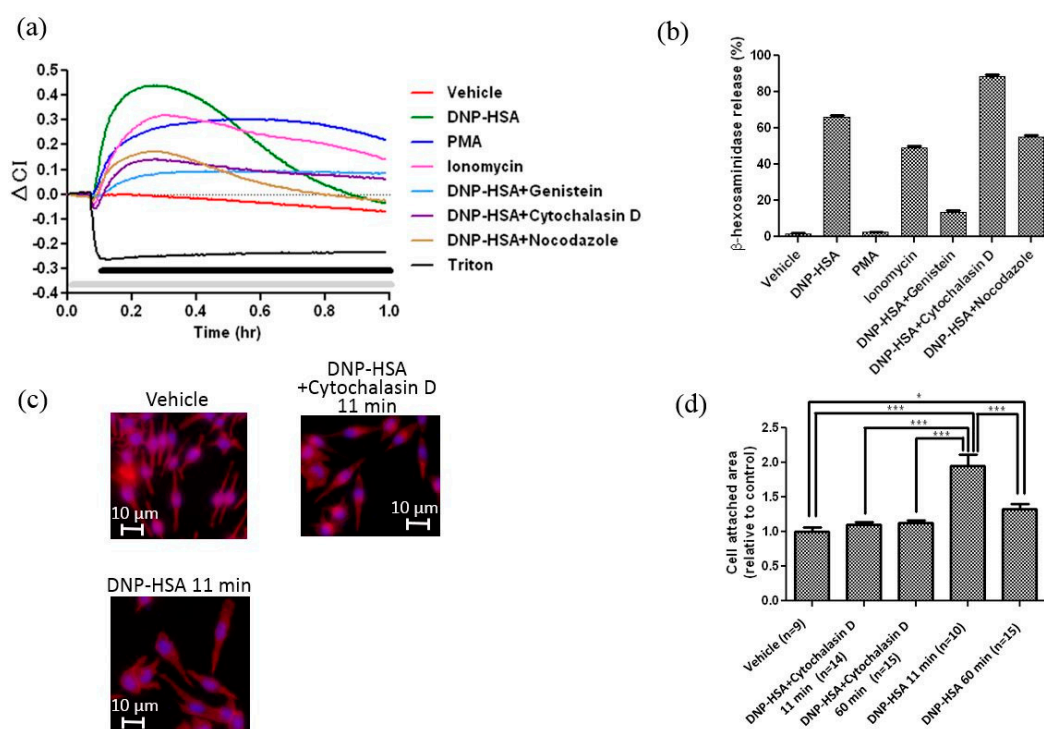 (a)
ΔCI
0.5
0.4
0.3
0.2
0.1
0.0
-0.1
-0.2
-0.3
-0.4
0.0 0.2 0.4 0.6 0.8 1.0
Time (hr)
Vehicle
DNP-HSA
PMA
Ionomycin
DNP-HSA+Genistein
DNP-HSA+Cytochalasin D
DNP-HSA+Nocodazole
Triton
(b)
β-hexosaminidase release (%)
100
80
60
40
20
0
Vehicle
DNP-HSA
PMA
Ionomycin
DNP-HSA+Genistein
DNP-HSA+Cytochalasin D
DNP-HSA+Nocodazole
(c)
Vehicle
10 μm
DNP-HSA
+Cytochalasin D
11 min
10 μm
DNP-HSA 11 min
10 μm
(d)
Cell attached area
(relative to control)
2.5
2.0
1.5
1.0
0.5
0.0
*
***
***
***
***
Vehicle (n=9)
DNP-HSA+Cytochalasin D
11 min (n=14)
DNP-HSA+Cytochalasin D
60 min (n=15)
DNP-HSA 11 min (n=10)
DNP-HSA 60 min (n=15)